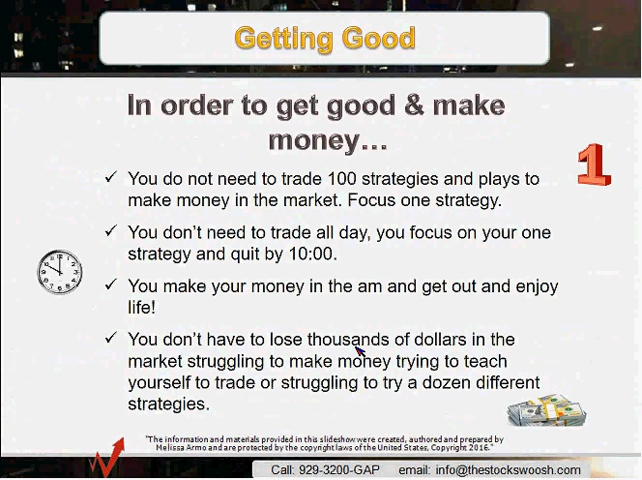 Getting Good
In order to get good & make
money...
You do not need to trade 100 strategies and plays to
make money in the market. Focus one strategy.
You don't need to trade all day, you focus on your one
strategy and quit by 10:00.
You make your money in the am and get out and enjoy
life!
You don't have to lose thousands of dollars in the
market struggling to make money trying to teach
yourself to trade or struggling to try a dozen different
strategies.
1
"The information and materials provided in this slideshow were created, authored and prepared by
Melissa Armo and are protected by the copyright laws of the United States, Copyright 2016."
Call: 929-3200-GAP email: info@thestockswoosh.com